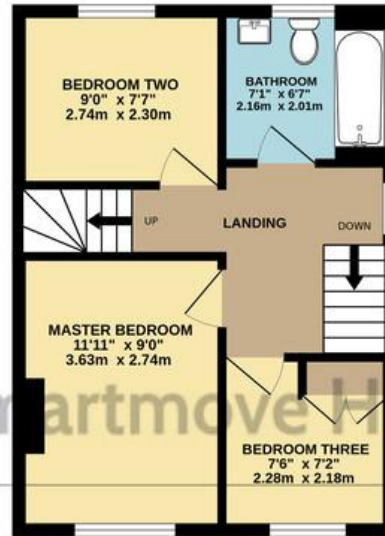 BEDROOM TWO
9'0" x 7'7"
2.74m x 2.30m
BATHROOM
7'1" x 6'7"
2.16m x 2.01m
UP
LANDING
DOWN
MASTER BEDROOM
11'11" x 9'0"
3.63m x 2.74m
martmove H
BEDROOM THREE
7'6" x 7'2"
2.28m x 2.18m